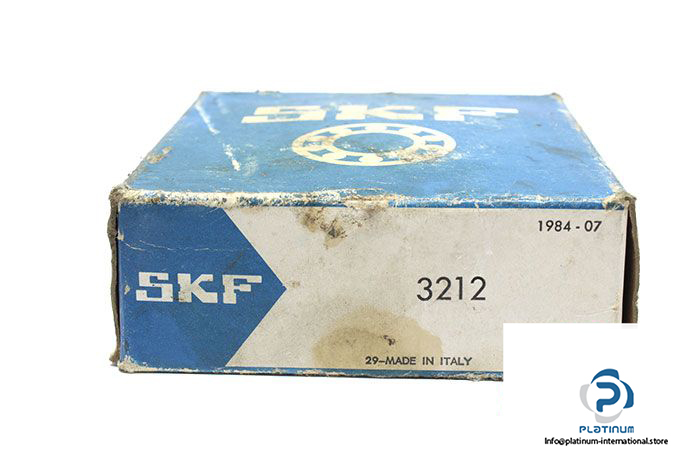 SKF
1984 - 07
SKF
3212
29-MADE IN ITALY
PLATINUM
Info@platinum-international.store